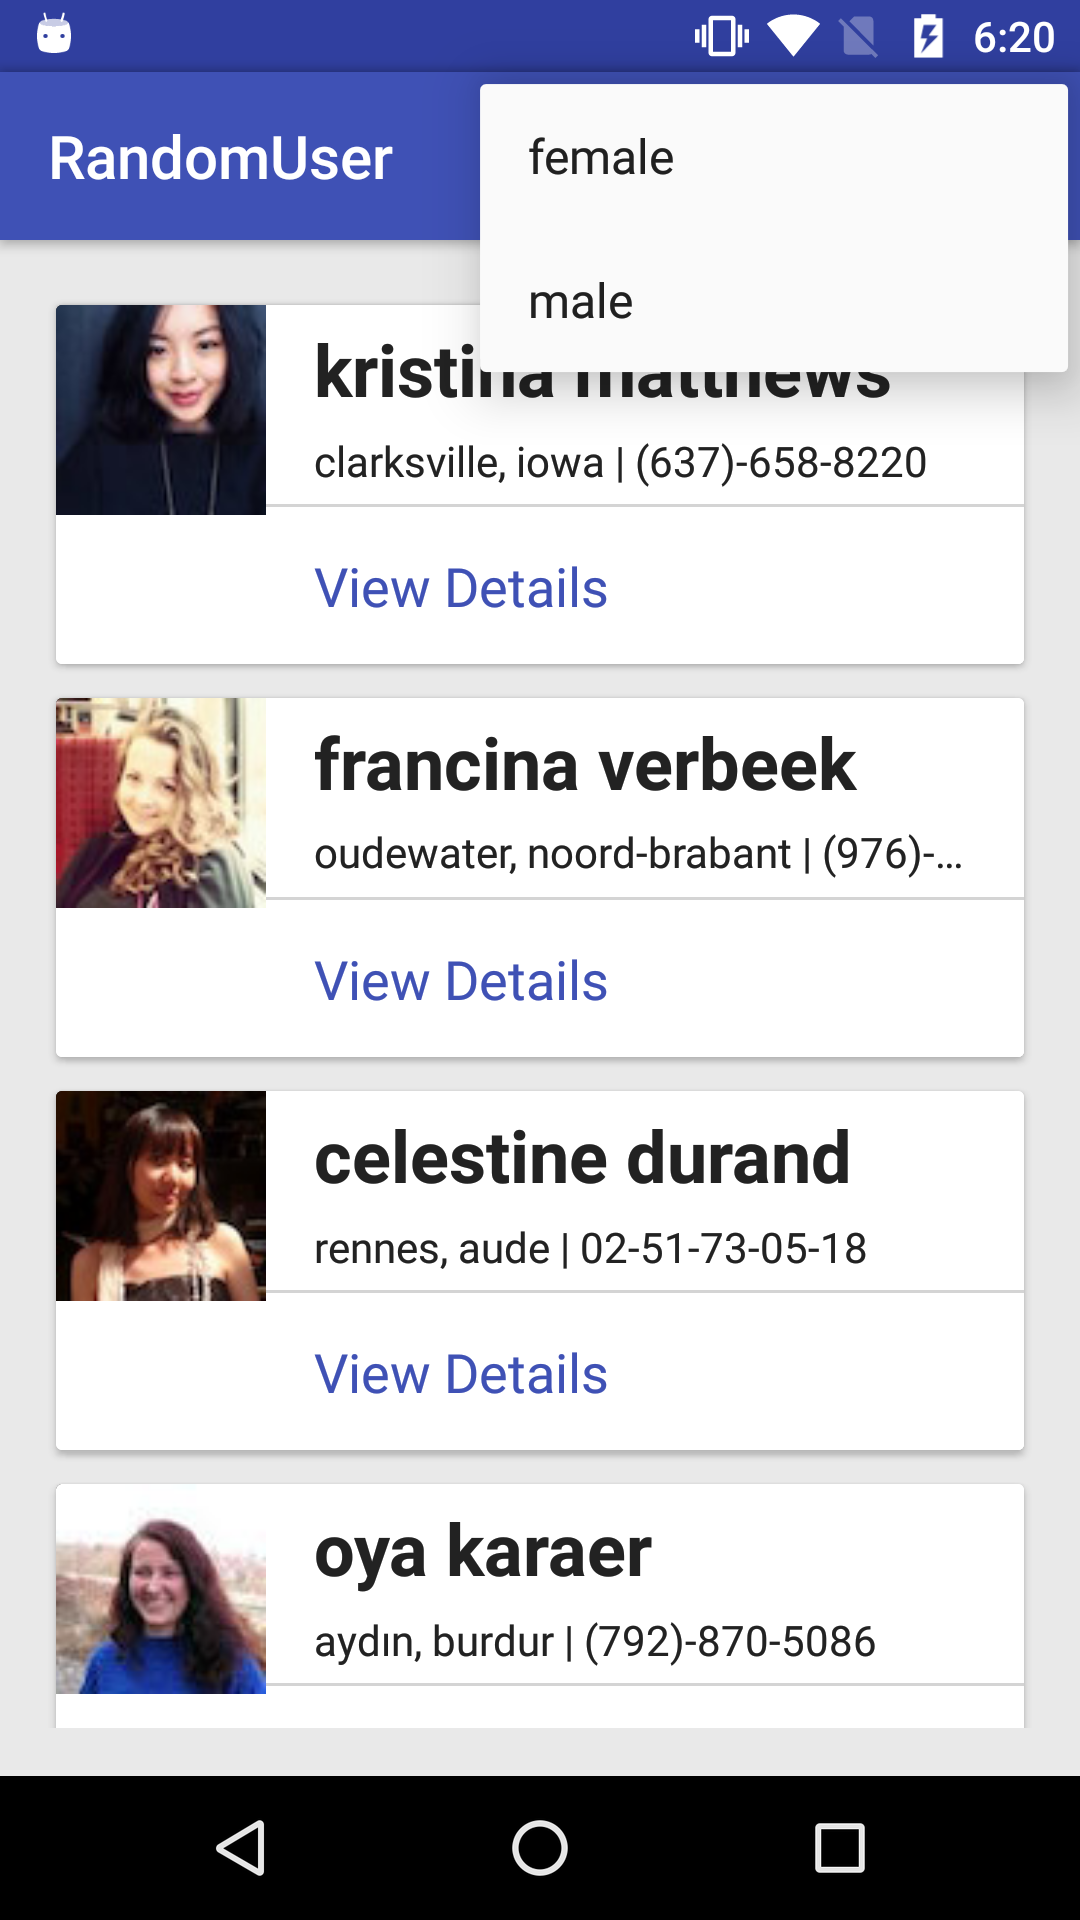 6:20
RandomUser
female
male
kristina matthews
clarksville, iowa | (637)-658-8220
View Details
francina verbeek
oudewater, noord-brabant | (976)-...
View Details
celestine durand
rennes, aude | 02-51-73-05-18
View Details
oya karaer
aydın, burdur | (792)-870-5086